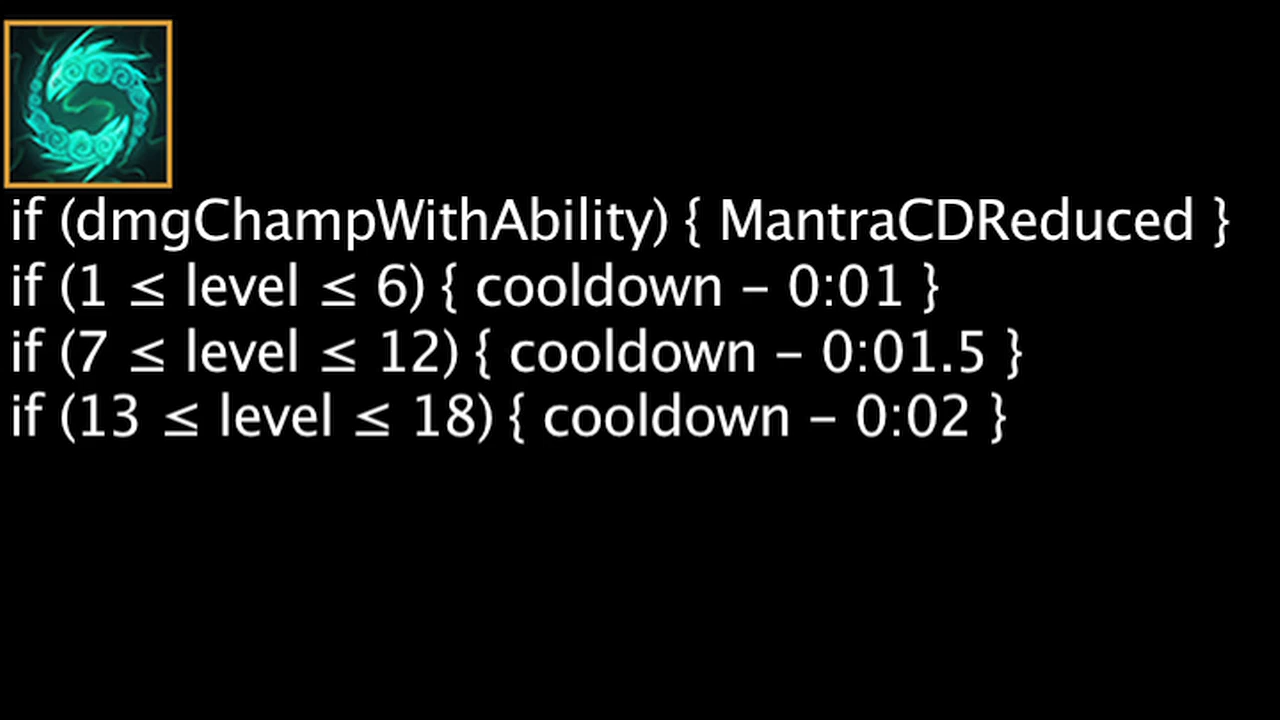 if (dmgChampWithAbility) { MantraCDReduced }
if (1 ≤ level ≤ 6) { cooldown – 0:01 }
if (7 ≤ level ≤ 12) { cooldown – 0:01.5 }
if (13 ≤ level ≤ 18) { cooldown – 0:02 }